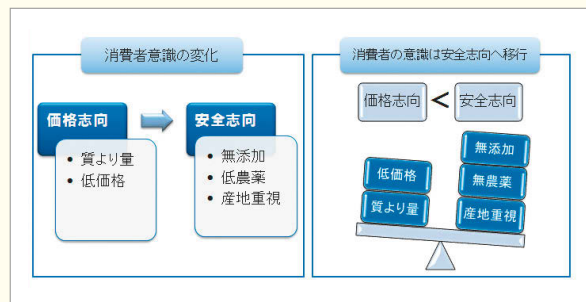 消費者意識の変化
価格志向
• 質より量
• 低価格
安全志向
• 無添加
• 低農薬
• 産地重視
消費者の意識は安全志向へ移行
価格志向 < 安全志向
低価格
質より量
無添加
無農薬
産地重視